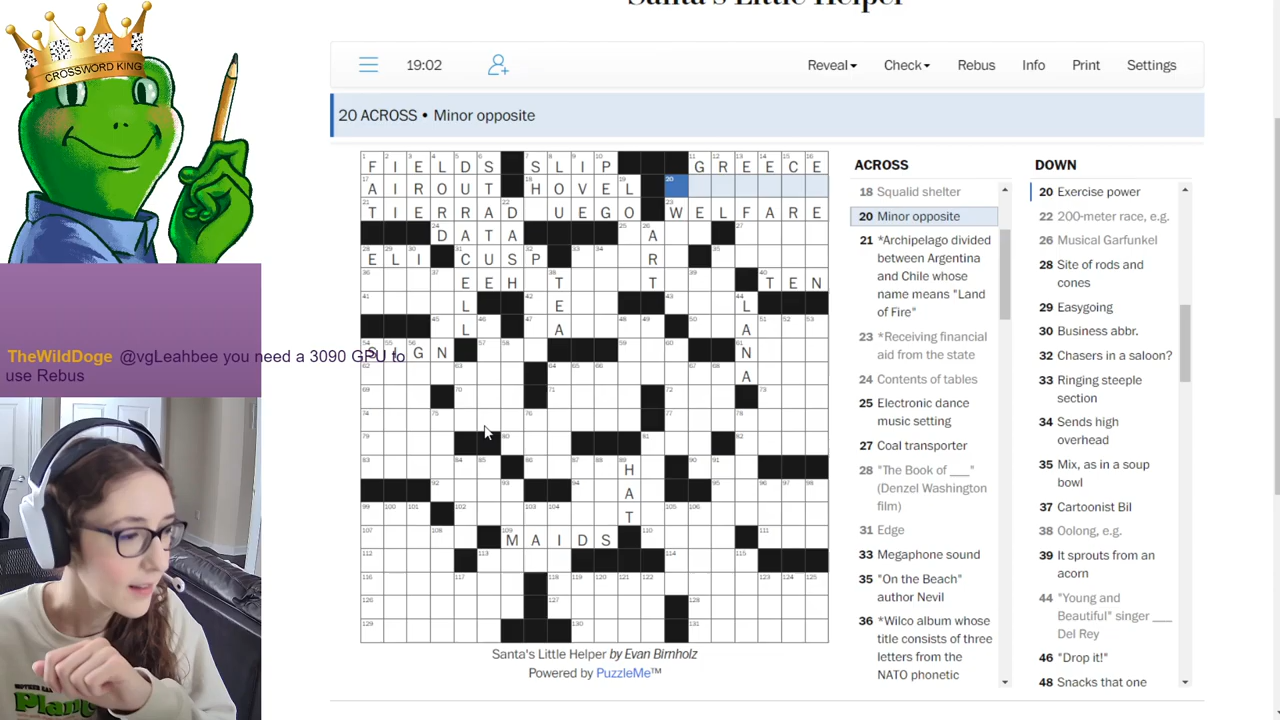 Santa's Little Helper
CROSSWORD KING
19:02
Reveal
Check
Rebus
Info
Print
Settings
20 ACROSS • Minor opposite
F I E L D S S L I P G R E E C E
A I R O U T H O V E L
T I E R R A D U E G O W E L F A R E
D A T A A
E L I C U S P R
E E H T T T E N
L E L
L A A
S I G N N
A
H
A
T
M A I D S
TheWildDoge @vgLeahbee you need a 3090 GPU to
use Rebus
Santa's Little Helper by Evan Birnholz
Powered by PuzzleMe™
ACROSS
18 Squalid shelter
20 Minor opposite
21 *Archipelago divided
between Argentina
and Chile whose
name means "Land
of Fire"
23 *Receiving financial
aid from the state
24 Contents of tables
25 Electronic dance
music setting
27 Coal transporter
28 "The Book of ___"
(Denzel Washington
film)
31 Edge
33 Megaphone sound
35 "On the Beach"
author Nevil
36 *Wilco album whose
title consists of three
letters from the
NATO phonetic
DOWN
20 Exercise power
22 200-meter race, e.g.
26 Musical Garfunkel
28 Site of rods and
cones
29 Easygoing
30 Business abbr.
32 Chasers in a saloon?
33 Ringing steeple
section
34 Sends high
overhead
35 Mix, as in a soup
bowl
37 Cartoonist Bil
38 Oolong, e.g.
39 It sprouts from an
acorn
44 "Young and
Beautiful" singer ___
Del Rey
46 "Drop it!"
48 Snacks that one